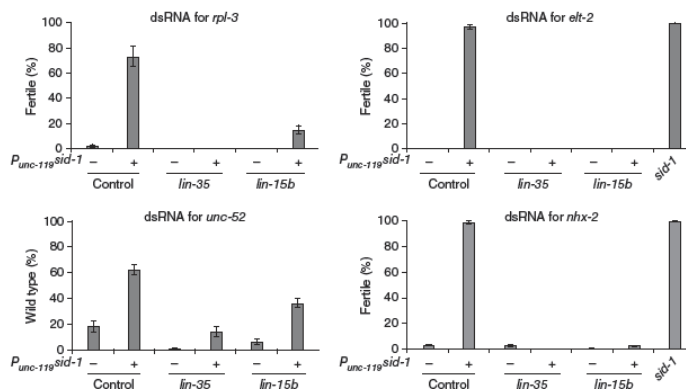 dsRNA for rpl-3
Fertile (%)
100
80
60
40
20
0
Punc-119sid-1 – + – + – +
Control lin-35 lin-15b
dsRNA for elt-2
Fertile (%)
100
80
60
40
20
0
Punc-119sid-1 – + – + – + sid-1
Control lin-35 lin-15b
dsRNA for unc-52
Wild type (%)
100
80
60
40
20
0
Punc-119sid-1 – + – + – +
Control lin-35 lin-15b
dsRNA for nhx-2
Fertile (%)
100
80
60
40
20
0
Punc-119sid-1 – + – + – + sid-1
Control lin-35 lin-15b